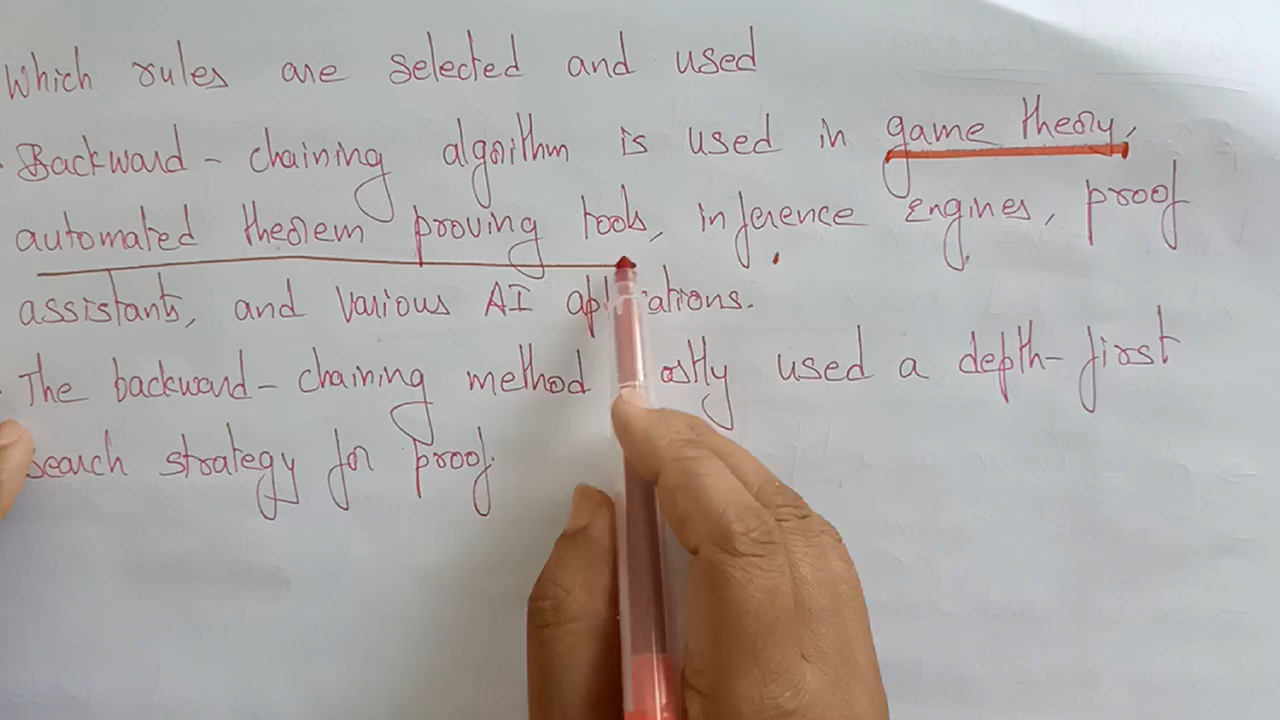 Which rules are selected and used
Backward-chaining algorithm is used in game theory,
automated theorem proving tools, inference Engines, proof
assistants, and various AI
The backward-chaining method used a depth-first
search strategy for proof.